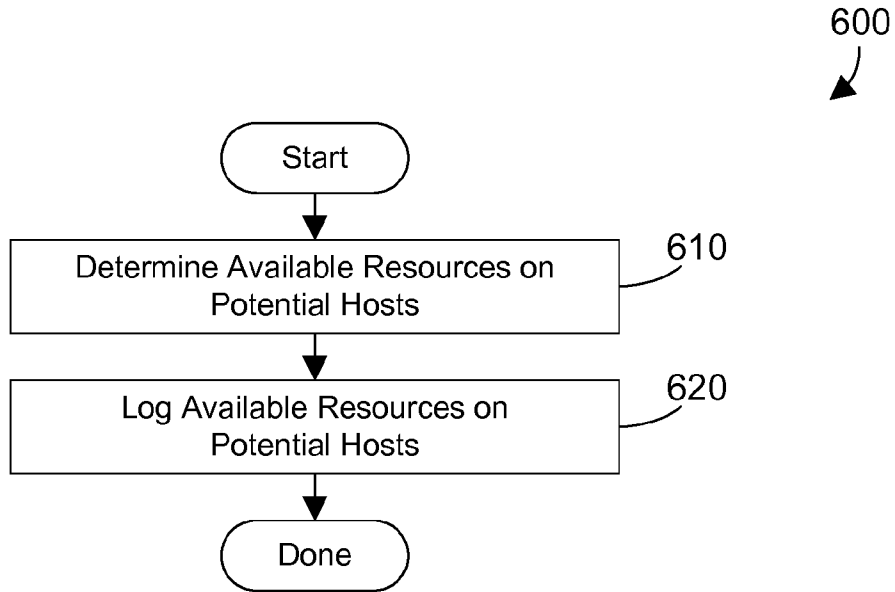 600
Start
Determine Available Resources on
Potential Hosts
610
Log Available Resources on
Potential Hosts
620
Done